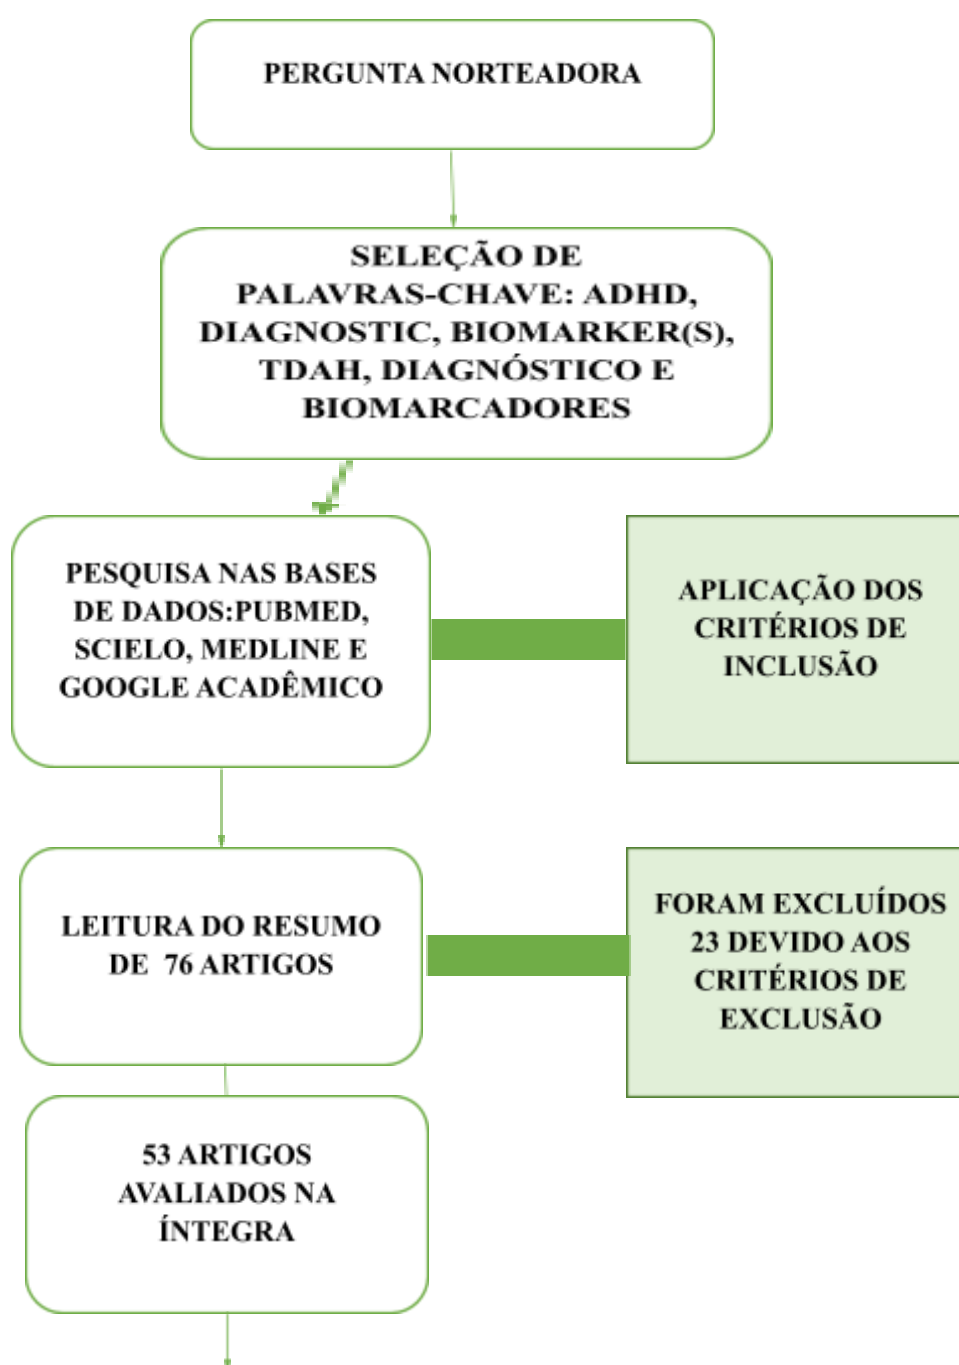 PERGUNTA NORTEADORA
SELEÇÃO DE
PALAVRAS-CHAVE: ADHD,
DIAGNOSTIC, BIOMARKER(S),
TDAH, DIAGNÓSTICO E
BIOMARCADORES
PESQUISA NAS BASES
DE DADOS:PUBMED,
SCIELO, MEDLINE E
GOOGLE ACADÊMICO
APLICAÇÃO DOS
CRITÉRIOS DE
INCLUSÃO
LEITURA DO RESUMO
DE 76 ARTIGOS
FORAM EXCLUÍDOS
23 DEVIDO AOS
CRITÉRIOS DE
EXCLUSÃO
53 ARTIGOS
AVALIADOS NA
ÍNTEGRA